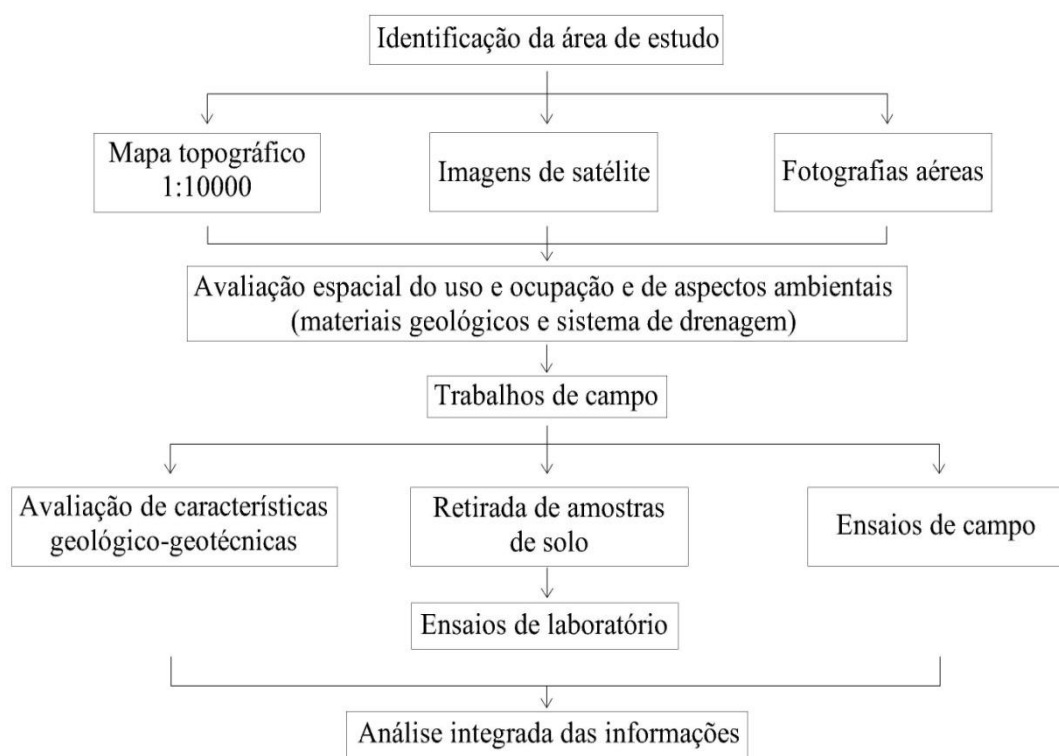 Identificação da área de estudo
Mapa topográfico
1:10000
Imagens de satélite
Fotografias aéreas
Avaliação espacial do uso e ocupação e de aspectos ambientais
(materiais geológicos e sistema de drenagem)
Trabalhos de campo
Avaliação de características
geológico-geotécnicas
Retirada de amostras
de solo
Ensaios de campo
Ensaios de laboratório
Análise integrada das informações